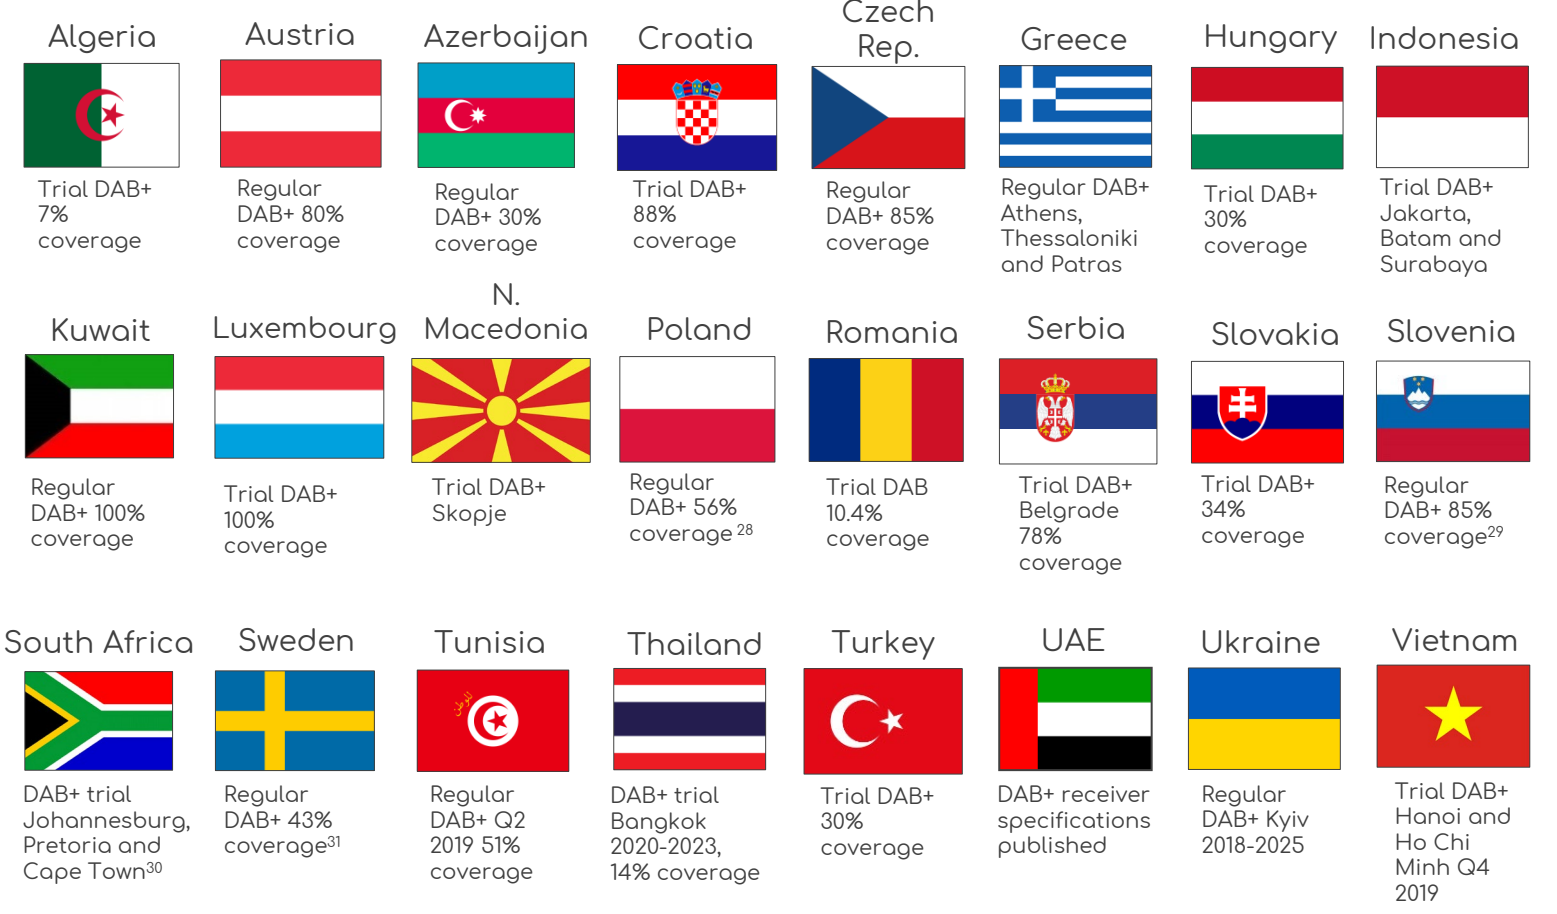 Algeria
Trial DAB+
7%
coverage
Austria
Regular
DAB+ 80%
coverage
Azerbaijan
Regular
DAB+ 30%
coverage
Croatia
Trial DAB+
88%
coverage
Czech
Rep.
Regular
DAB+ 85%
coverage
Greece
Regular DAB+
Athens,
Thessaloniki
and Patras
Hungary
Trial DAB+
30%
coverage
Indonesia
Trial DAB+
Jakarta,
Batam and
Surabaya
Kuwait
Regular
DAB+ 100%
coverage
Luxembourg
Trial DAB+
100%
coverage
N.
Macedonia
Trial DAB+
Skopje
Poland
Regular
DAB+ 56%
coverage 28
Romania
Trial DAB
10.4%
coverage
Serbia
Trial DAB+
Belgrade
78%
coverage
Slovakia
Trial DAB+
34%
coverage
Slovenia
Regular
DAB+ 85%
coverage29
South Africa
DAB+ trial
Johannesburg,
Pretoria and
Cape Town30
Sweden
Regular
DAB+ 43%
coverage31
Tunisia
للوطن
Regular
DAB+ Q2
2019 51%
coverage
Thailand
DAB+ trial
Bangkok
2020-2023,
14% coverage
Turkey
Trial DAB+
30%
coverage
UAE
DAB+ receiver
specifications
published
Ukraine
Regular
DAB+ Kyiv
2018-2025
Vietnam
Trial DAB+
Hanoi and
Ho Chi
Minh Q4
2019